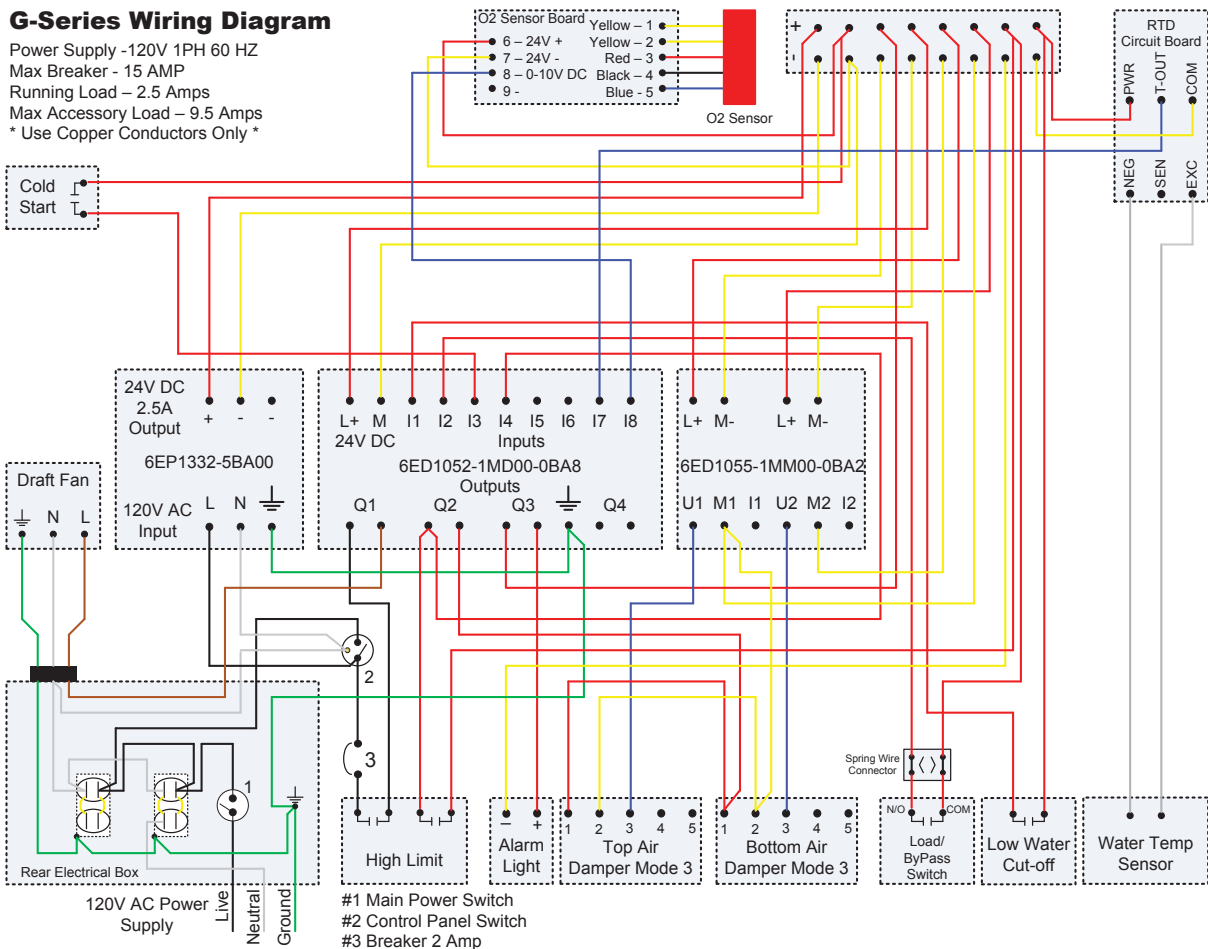 G-Series Wiring Diagram
Power Supply -120V 1PH 60 HZ
Max Breaker - 15 AMP
Running Load – 2.5 Amps
Max Accessory Load – 9.5 Amps
* Use Copper Conductors Only *
O2 Sensor Board
6 – 24V +
7 – 24V -
8 – 0-10V DC
9 -
Yellow – 1
Yellow – 2
Red – 3
Black – 4
Blue - 5
O2 Sensor
+
-
RTD
Circuit Board
PWR
T-OUT
COM
NEG
SEN
EXC
Cold
Start
24V DC
2.5A
Output
+ - -
6EP1332-5BA00
120V AC
Input
L N
L+ M I1 I2 I3 I4 I5 I6 I7 I8
24V DC
Inputs
6ED1052-1MD00-0BA8
Outputs
Q1 Q2 Q3 Q4
L+ M- L+ M-
6ED1055-1MM00-0BA2
U1 M1 I1 U2 M2 I2
Draft Fan
N L
2
3
1
Rear Electrical Box
120V AC Power
Supply
Live
Neutral
Ground
High Limit
– +
Alarm
Light
1 2 3 4 5
Top Air
Damper Mode 3
1 2 3 4 5
Bottom Air
Damper Mode 3
Spring Wire
Connector
N/O COM
Load/
ByPass
Switch
Low Water
Cut-off
Water Temp
Sensor
#1 Main Power Switch
#2 Control Panel Switch
#3 Breaker 2 Amp